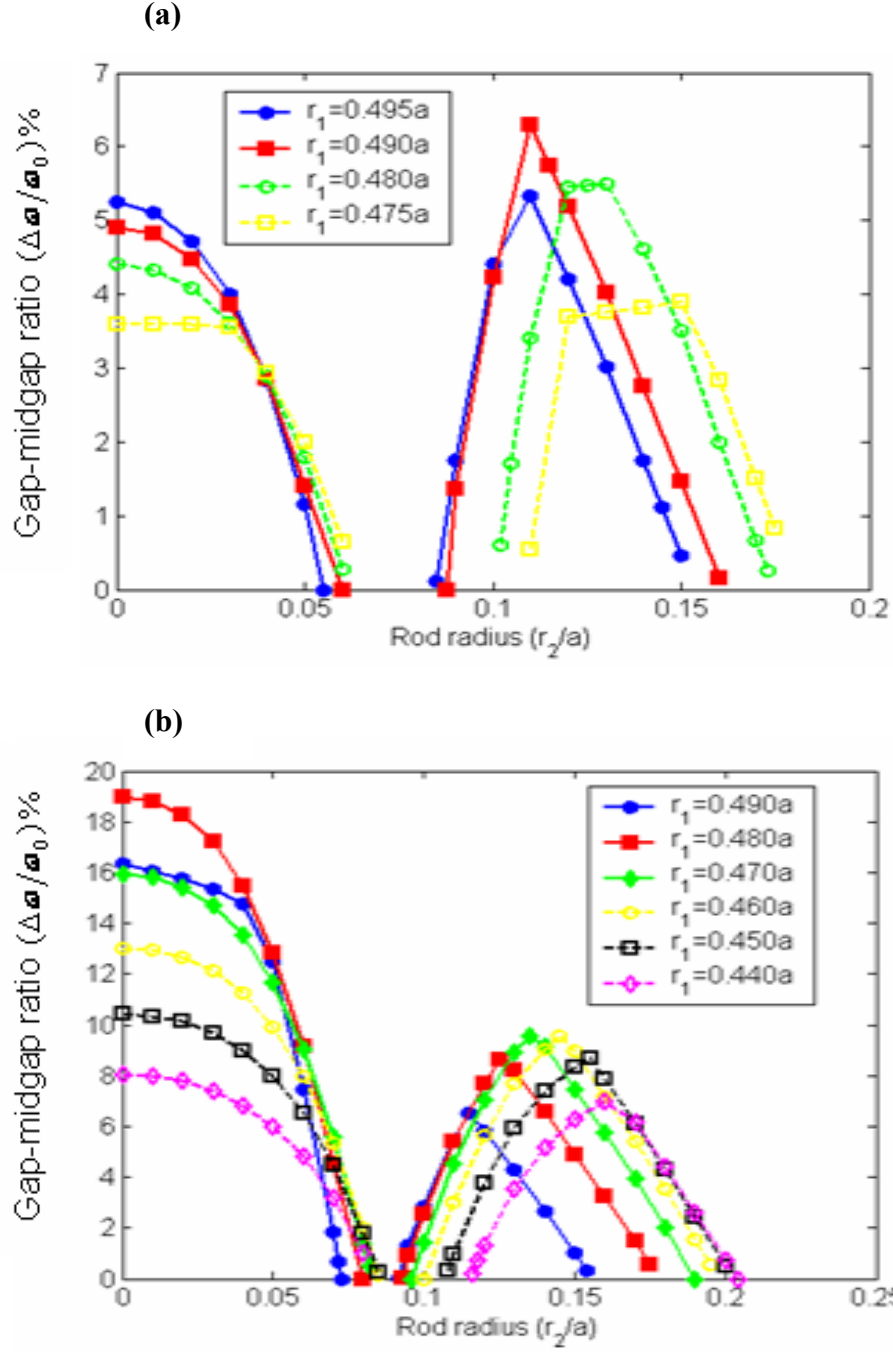 (a)
Gap-midgap ratio (Δω/ω₀)%
7
6
5
4
3
2
1
0
r₁=0.495a
r₁=0.490a
r₁=0.480a
r₁=0.475a
0 0.05 0.1 0.15 0.2
Rod radius (r₂/a)
(b)
Gap-midgap ratio (Δω/ω₀)%
20
18
16
14
12
10
8
6
4
2
0
r₁=0.490a
r₁=0.480a
r₁=0.470a
r₁=0.460a
r₁=0.450a
r₁=0.440a
0 0.05 0.1 0.15 0.2 0.25
Rod radius (r₂/a)